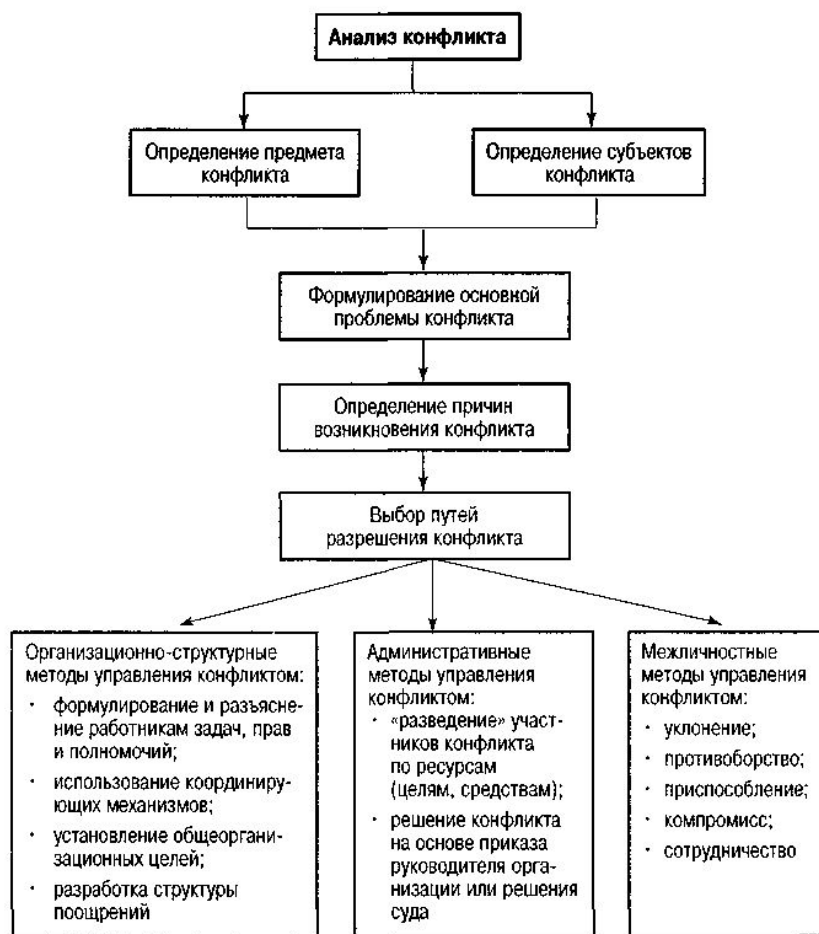 Анализ конфликта
Определение предмета
конфликта
Определение субъектов
конфликта
Формулирование основной
проблемы конфликта
Определение причин
возникновения конфликта
Выбор путей
разрешения конфликта
Организационно-структурные
методы управления конфликтом:
· формулирование и разъясне-
ние работникам задач, прав
и полномочий;
· использование координиру-
ющих механизмов;
· установление общеоргани-
зационных целей;
· разработка структуры
поощрений
Административные
методы управления
конфликтом:
· «разведение» участ-
ников конфликта
по ресурсам
(целям, средствам);
· решение конфликта
на основе приказа
руководителя орга-
низации или решения
суда
Межличностные
методы управления
конфликтом:
· уклонение;
· противоборство;
· приспособление;
· компромисс;
· сотрудничество